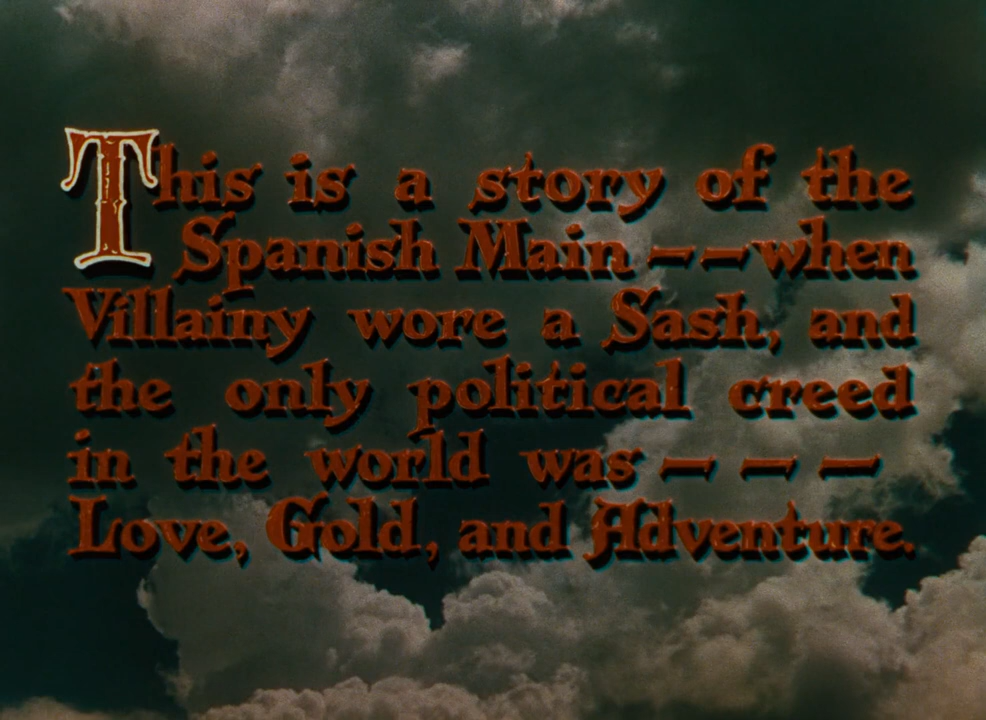 This is a story of the
Spanish Main -- when
Villainy wore a Sash, and
the only political creed
in the world was - - -
Love, Gold, and Adventure.